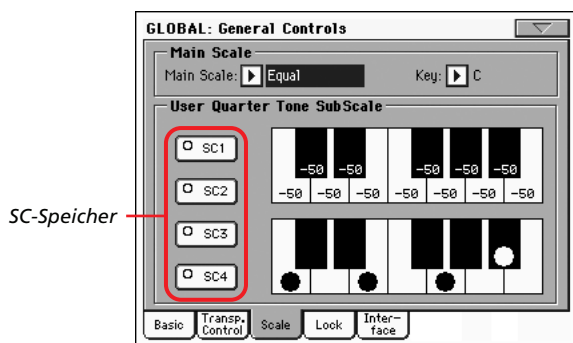 GLOBAL: General Controls
Main Scale
Main Scale: Equal Key: C
User Quarter Tone SubScale
SC1
SC2
SC3
SC4
-50 -50 -50 -50 -50
-50 -50 -50 -50 -50 -50 -50
SC-Speicher
Basic Transp. Control Scale Lock Inter-face